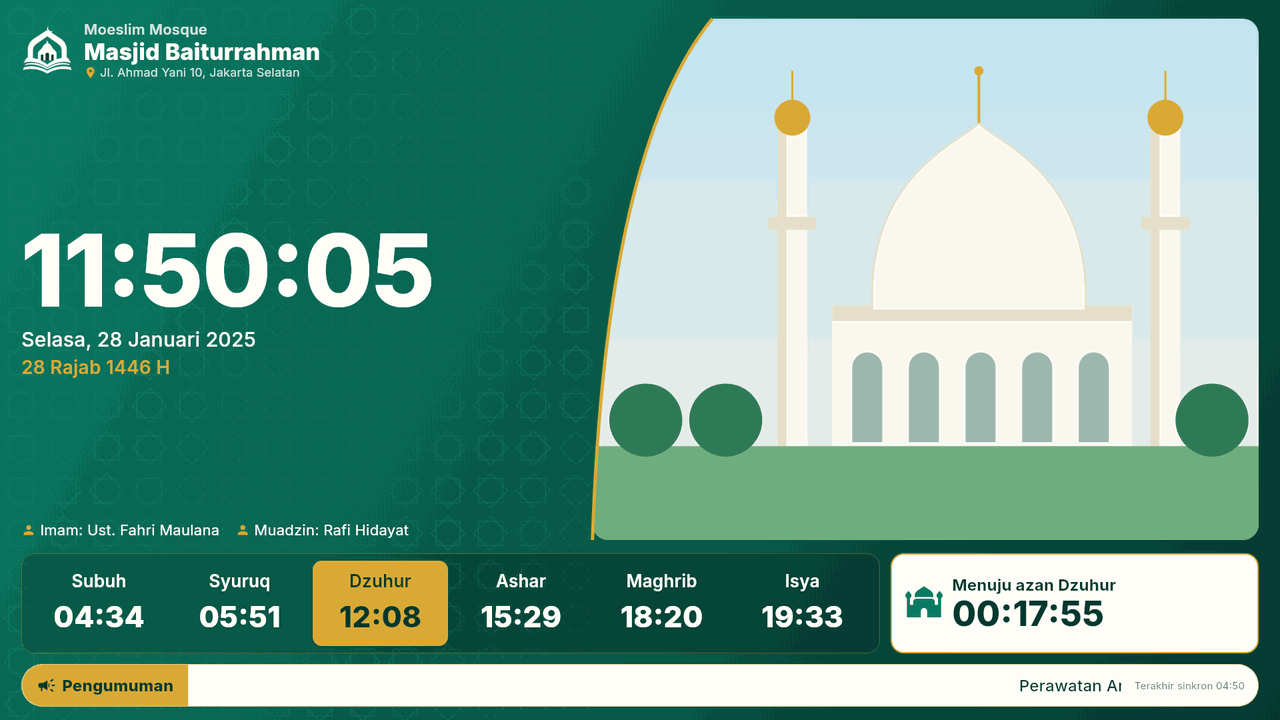 Moeslim Mosque
Masjid Baiturrahman
Jl. Ahmad Yani 10, Jakarta Selatan
11:50:05
Selasa, 28 Januari 2025
28 Rajab 1446 H
Imam: Ust. Fahri Maulana Muadzin: Rafi Hidayat
Subuh Syuruq Dzuhur Ashar Maghrib Isya
04:34 05:51 12:08 15:29 18:20 19:33
Menuju azan Dzuhur
00:17:55
Pengumuman Perawatan Terakhir sinkron 04:50